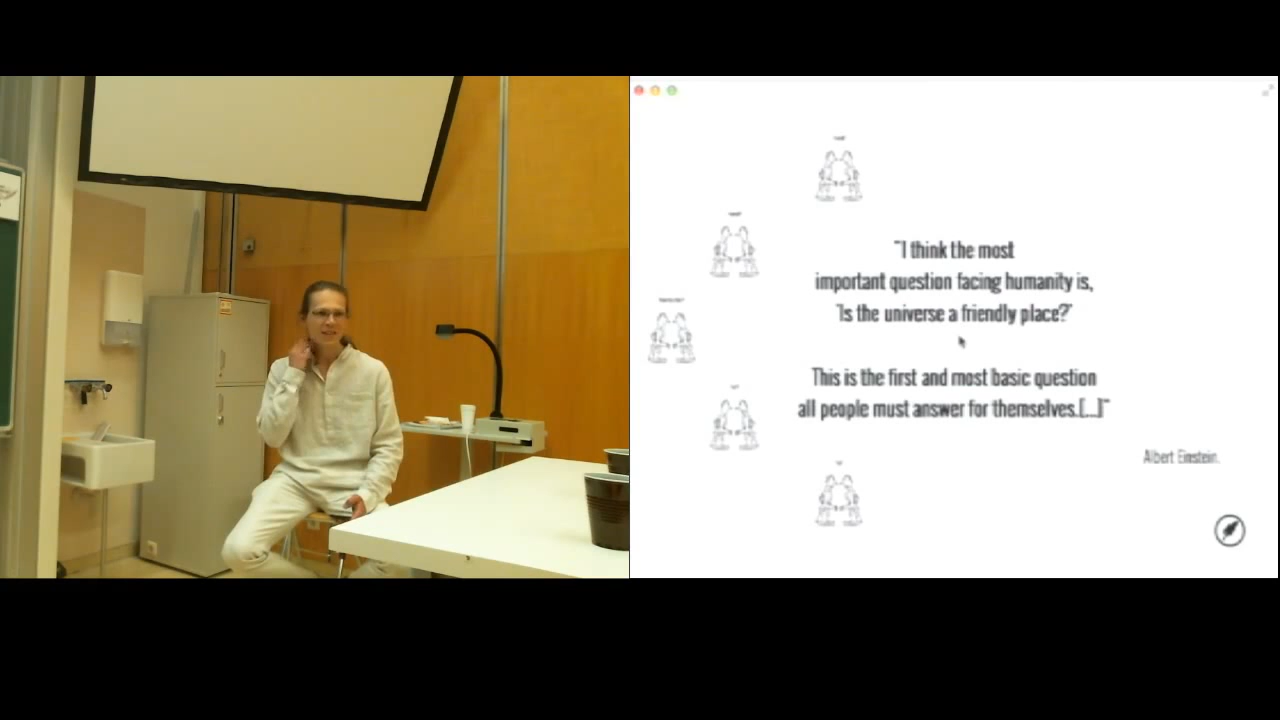 "I think the most
important question facing humanity is,
'Is the universe a friendly place?'
This is the first and most basic question
all people must answer for themselves.[...]"
Albert Einstein.